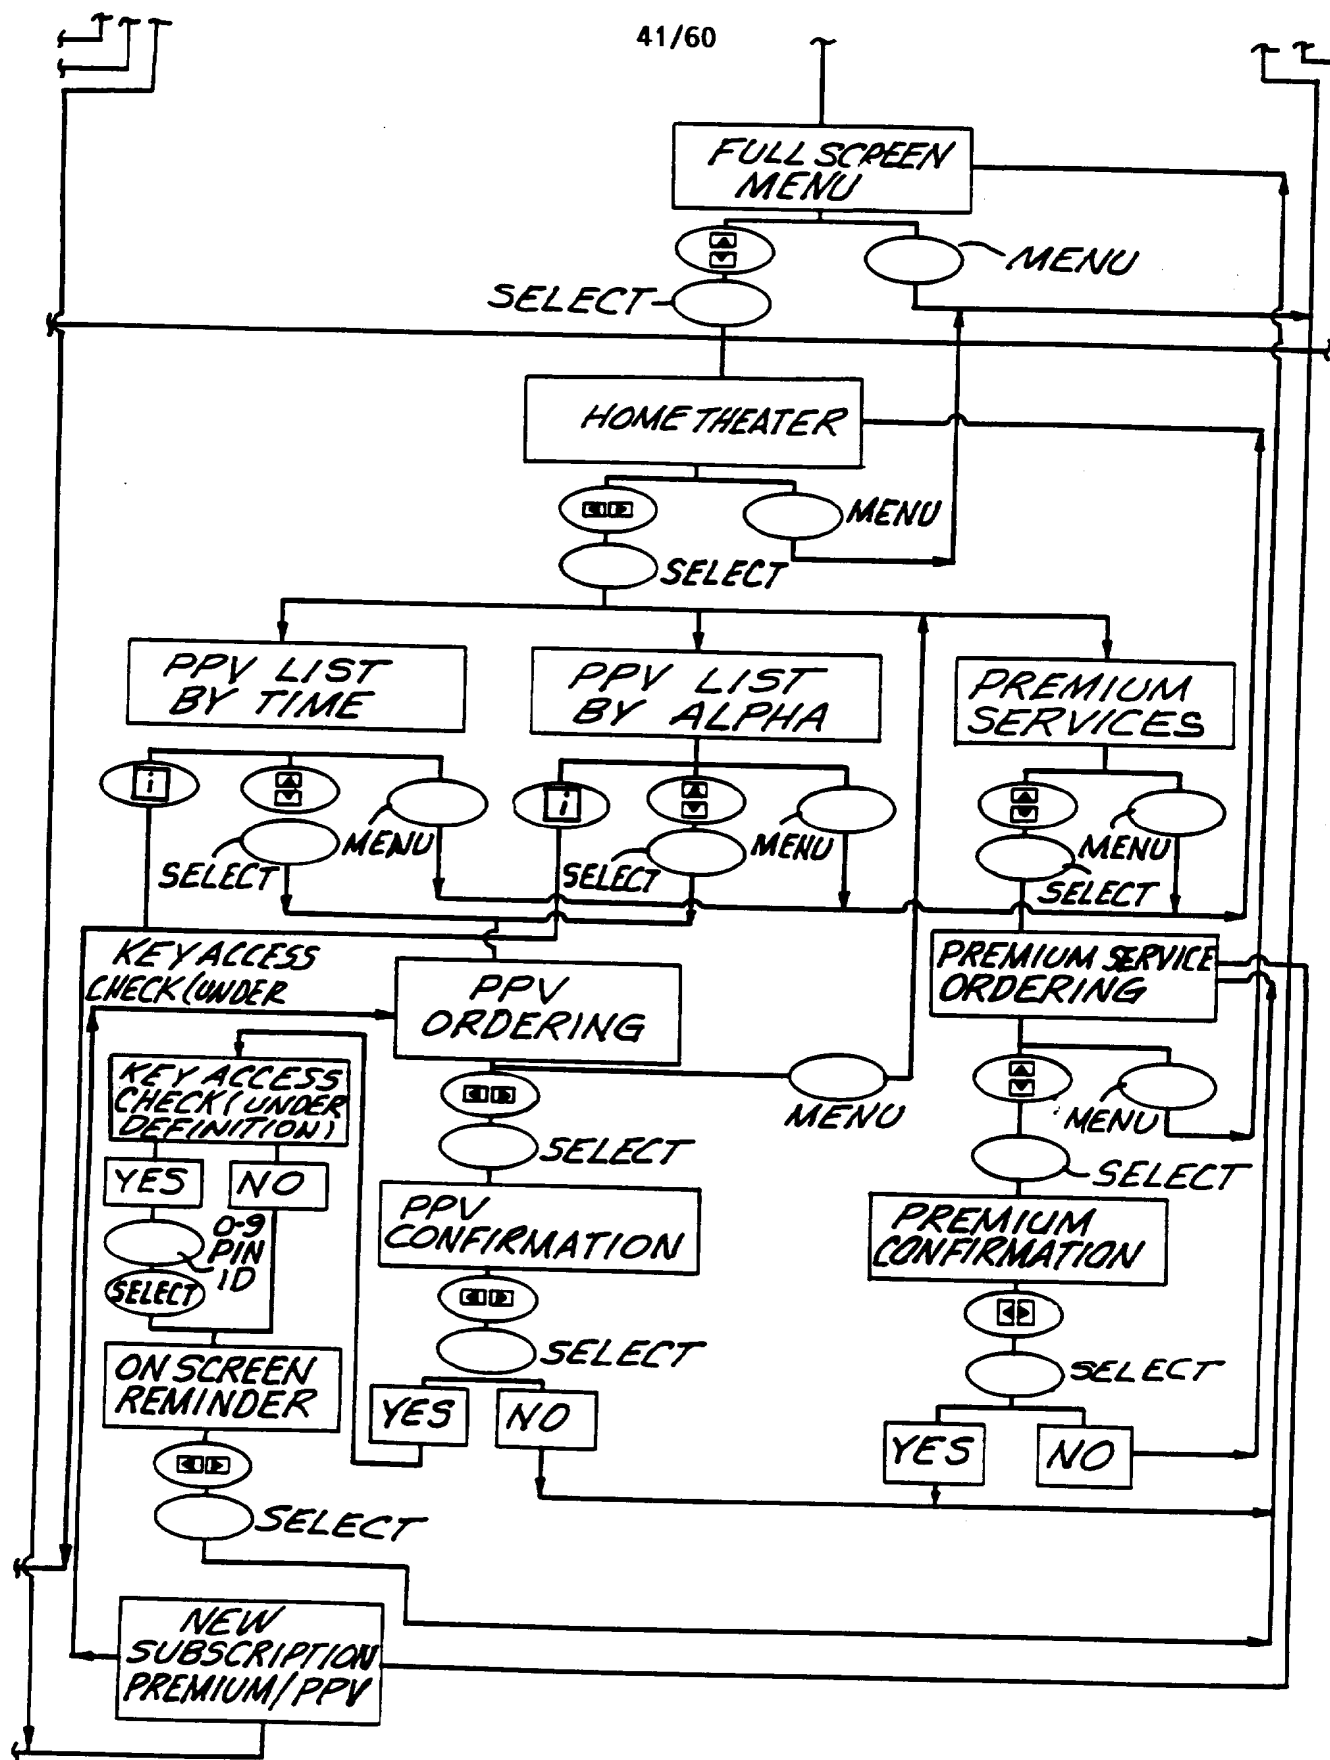 41/60
FULL SCREEN
MENU
MENU
SELECT
HOME THEATER
MENU
SELECT
PPV LIST
BY TIME
PPV LIST
BY ALPHA
PREMIUM
SERVICES
i
SELECT
MENU
i
SELECT
MENU
MENU
SELECT
KEY ACCESS
CHECK (UNDER
PPV
ORDERING
PREMIUM SERVICE
ORDERING
KEY ACCESS
CHECK (UNDER
DEFINITION)
MENU
MENU
SELECT
SELECT
YES
NO
0-9
PIN
ID
SELECT
PPV
CONFIRMATION
PREMIUM
CONFIRMATION
SELECT
SELECT
ON SCREEN
REMINDER
YES
NO
YES
NO
SELECT
NEW
SUBSCRIPTION
PREMIUM/PPV